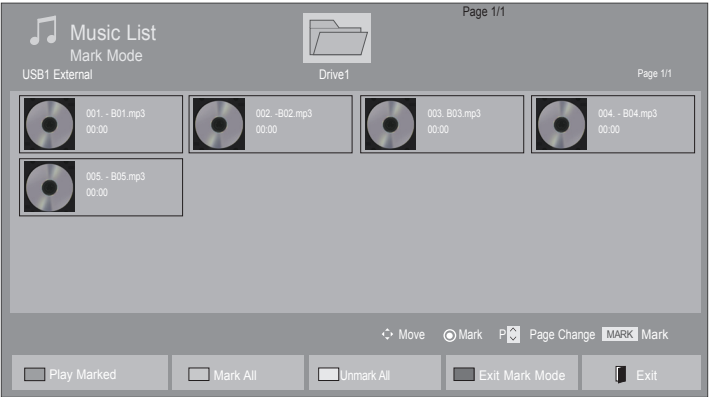 Page 1/1
Music List
Mark Mode
USB1 External
Drive1
Page 1/1
001. - B01.mp3
00:00
002. -B02.mp3
00:00
003. B03.mp3
00:00
004. - B04.mp3
00:00
005. - B05.mp3
00:00
Move Mark P Page Change MARK Mark
Play Marked
Mark All
Unmark All
Exit Mark Mode
Exit